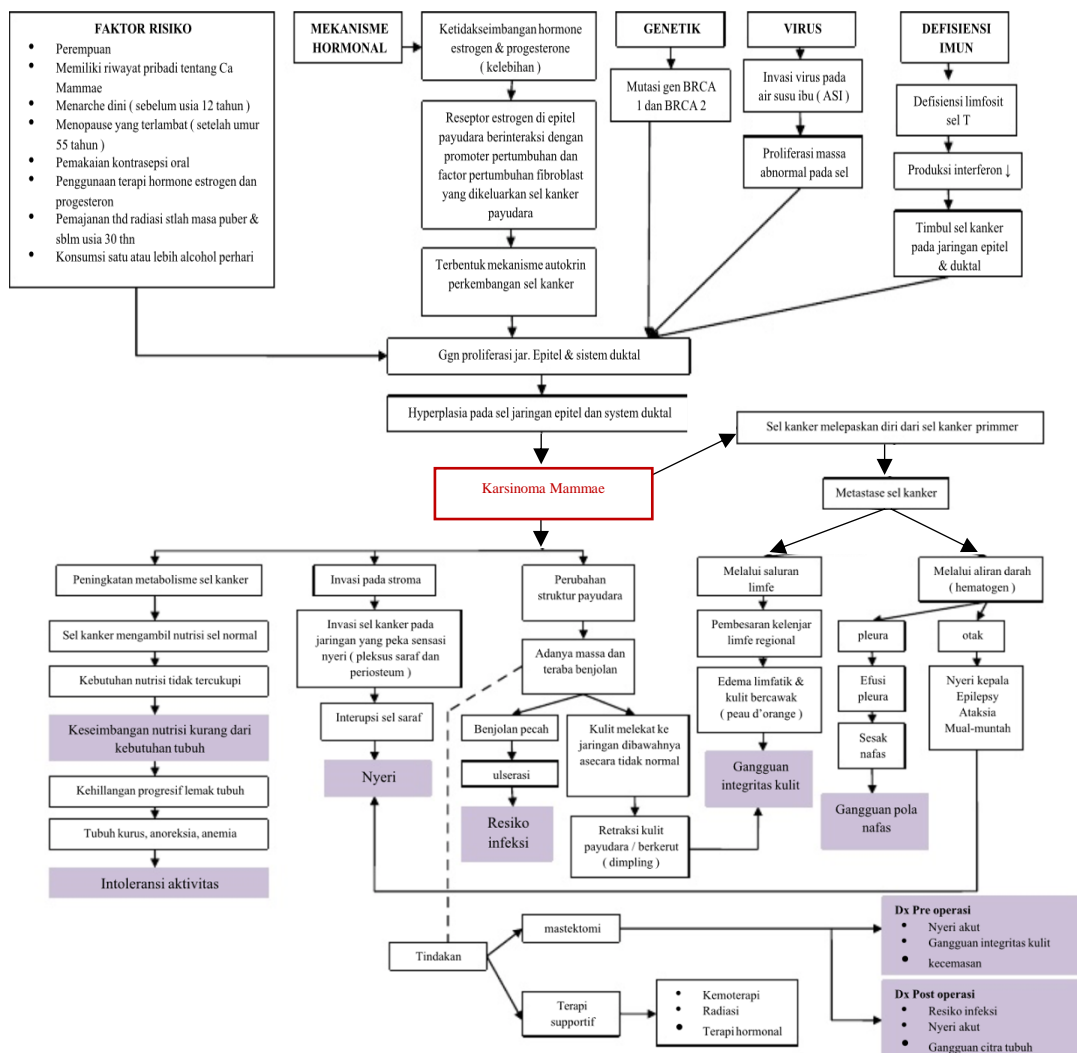 FAKTOR RISIKO
• Perempuan
• Memiliki riwayat pribadi tentang Ca
Mammae
• Menarche dini ( sebelum usia 12 tahun )
• Menopause yang terlambat ( setelah umur
55 tahun )
• Pemakaian kontrasepsi oral
• Penggunaan terapi hormone estrogen dan
progesteron
• Pemajanan thd radiasi stlah masa puber &
sblm usia 30 thn
• Konsumsi satu atau lebih alcohol perhari
MEKANISME
HORMONAL
Ketidakseimbangan hormone
estrogen & progesterone
( kelebihan )
Reseptor estrogen di epitel
payudara berinteraksi dengan
promoter pertumbuhan dan
factor pertumbuhan fibroblast
yang dikeluarkan sel kanker
payudara
Terbentuk mekanisme autokrin
perkembangan sel kanker
GENETIK
Mutasi gen BRCA
1 dan BRCA 2
VIRUS
Invasi virus pada
air susu ibu ( ASI )
Proliferasi massa
abnormal pada sel
DEFISIENSI
IMUN
Defisiensi limfosit
sel T
Produksi interferon ↓
Timbul sel kanker
pada jaringan epitel
& duktal
Ggn proliferasi jar. Epitel & sistem duktal
Hyperplasia pada sel jaringan epitel dan system duktal
Karsinoma Mammae
Sel kanker melepaskan diri dari sel kanker primmer
Metastase sel kanker
Peningkatan metabolisme sel kanker
Sel kanker mengambil nutrisi sel normal
Kebutuhan nutrisi tidak tercukupi
Keseimbangan nutrisi kurang dari
kebutuhan tubuh
Kehillangan progresif lemak tubuh
Tubuh kurus, anoreksia, anemia
Intoleransi aktivitas
Invasi pada stroma
Invasi sel kanker pada
jaringan yang peka sensasi
nyeri ( pleksus saraf dan
periosteum )
Interupsi sel saraf
Nyeri
Perubahan
struktur payudara
Adanya massa dan
teraba benjolan
Benjolan pecah
ulserasi
Resiko
infeksi
Kulit melekat ke
jaringan dibawahnya
asecara tidak normal
Retraksi kulit
payudara / berkerut
( dimpling )
Melalui saluran
limfe
Pembesaran kelenjar
limfe regional
Edema limfatik &
kulit bercawak
( peau d’orange )
Gangguan
integritas kulit
Melalui aliran darah
( hematogen )
pleura
Efusi
pleura
Sesak
nafas
Gangguan pola
nafas
otak
Nyeri kepala
Epilepsy
Ataksia
Mual-muntah
Tindakan
mastektomi
Terapi
supportif
• Kemoterapi
• Radiasi
• Terapi hormonal
Dx Pre operasi
• Nyeri akut
• Gangguan integritas kulit
• kecemasan
Dx Post operasi
• Resiko infeksi
• Nyeri akut
• Gangguan citra tubuh